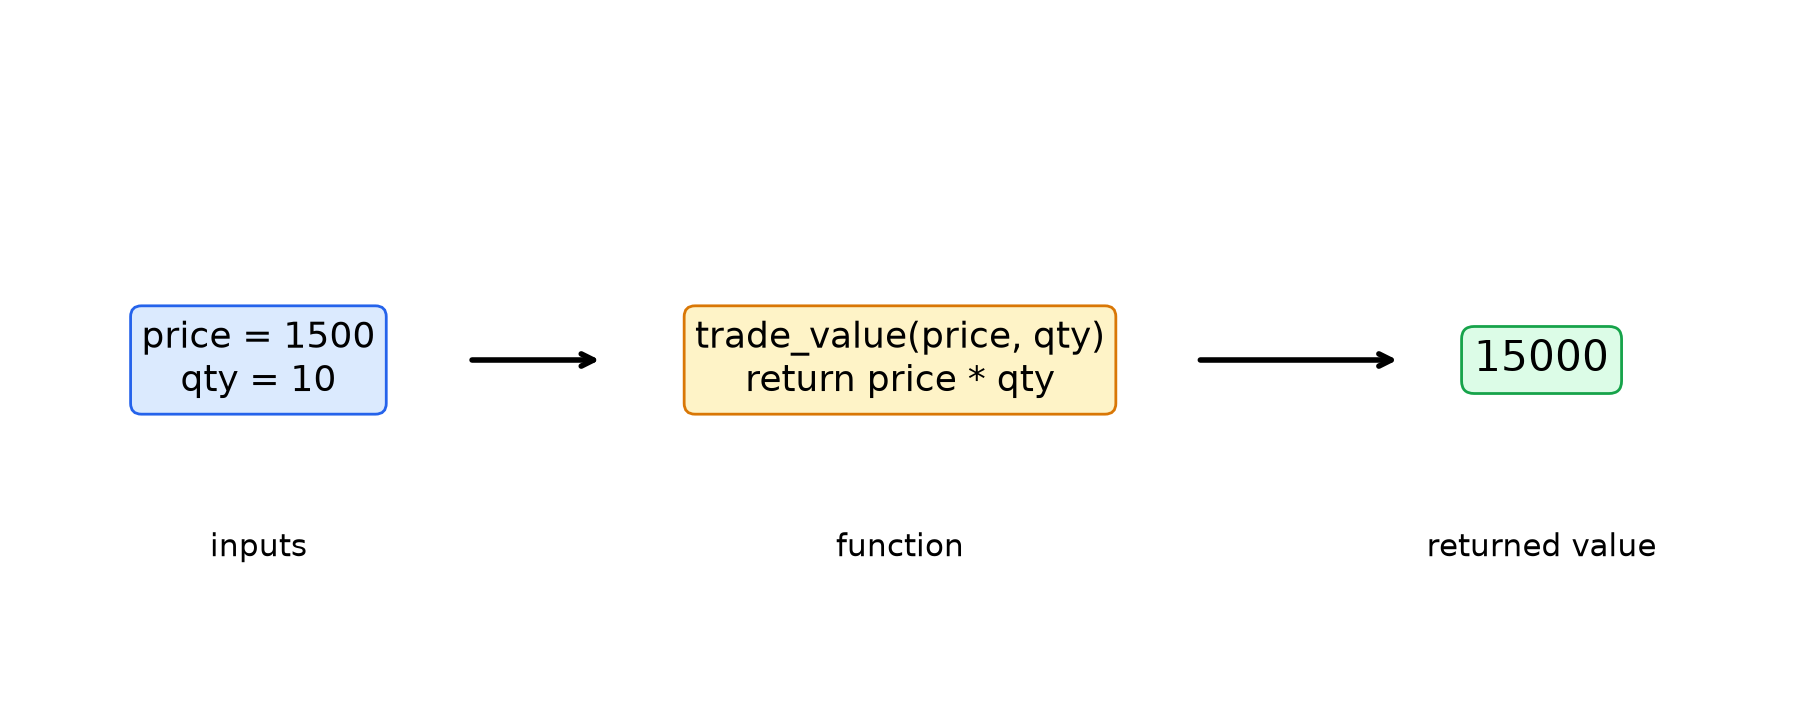 price = 1500
qty = 10
trade_value(price, qty)
return price * qty
15000
inputs
function
returned value